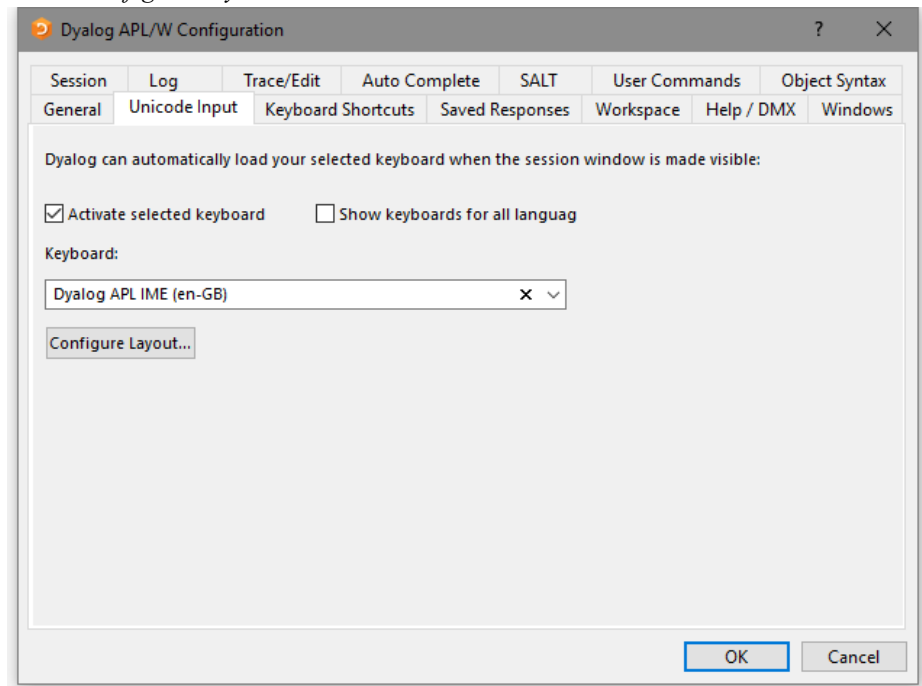 Dyalog APL/W Configuration ?
Session Log Trace/Edit Auto Complete SALT User Commands Object Syntax
General Unicode Input Keyboard Shortcuts Saved Responses Workspace Help / DMX Windows
Dyalog can automatically load your selected keyboard when the session window is made visible:
Activate selected keyboard Show keyboards for all languag
Keyboard:
Dyalog APL IME (en-GB)
Configure Layout...
OK Cancel